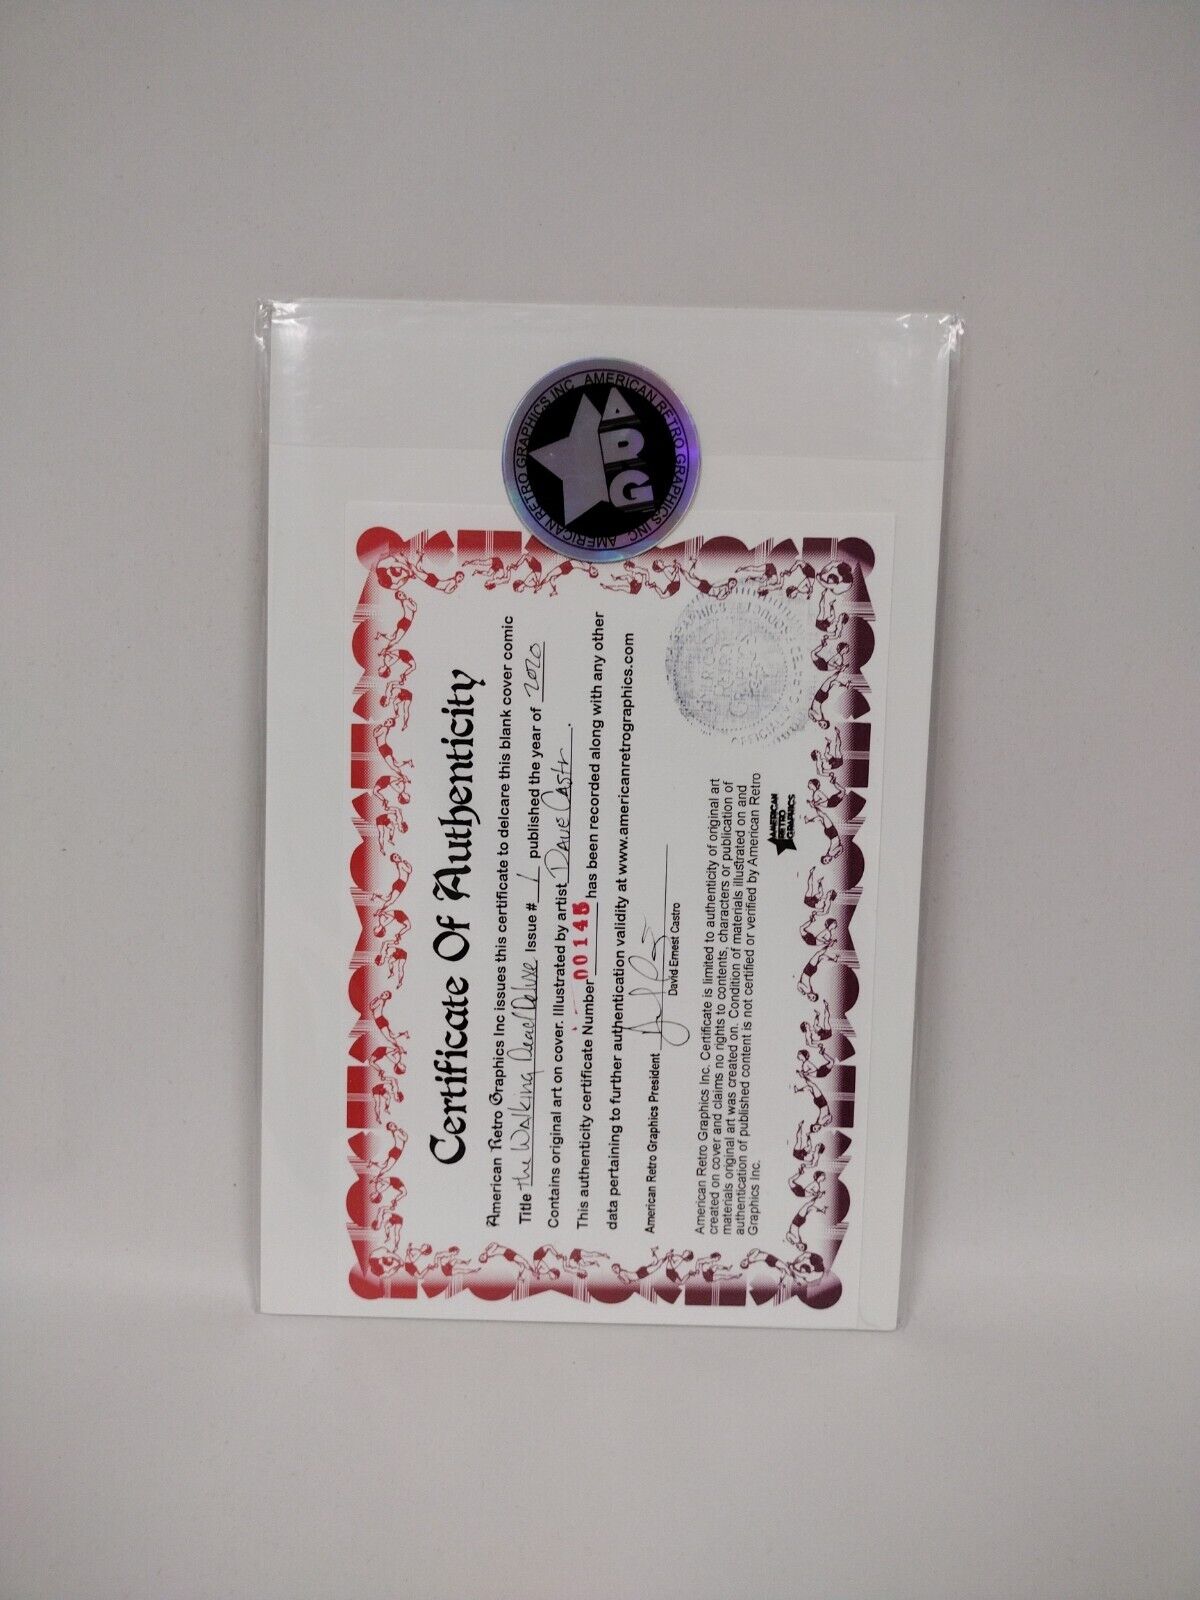 AMERICAN RETRO GRAPHICS INC. AMERICAN RETRO GRAPHICS INC.
ARG
Certificate Of Authenticity
American Retro Graphics Inc issues this certificate to delcare this blank cover comic
Title the Walking Dead Deluxe Issue # 1 published the year of 2020
Contains original art on cover. Illustrated by artist Dave Castr.
This authenticity certificate Number 00145 has been recorded along with any other
data pertaining to further authentication validity at www.americanretrographics.com
American Retro Graphics President
David Ernest Castro
American Retro Graphics Inc. Certificate is limited to authenticity of original art
created on cover and claims no rights to contents, characters or publication of
materials original art was created on. Condition of materials illustrated on and
authentication of published content is not certified or verified by American Retro
Graphics Inc.
AMERICAN
RETRO
GRAPHICS
AMERICAN
RETRO
GRAPHICS